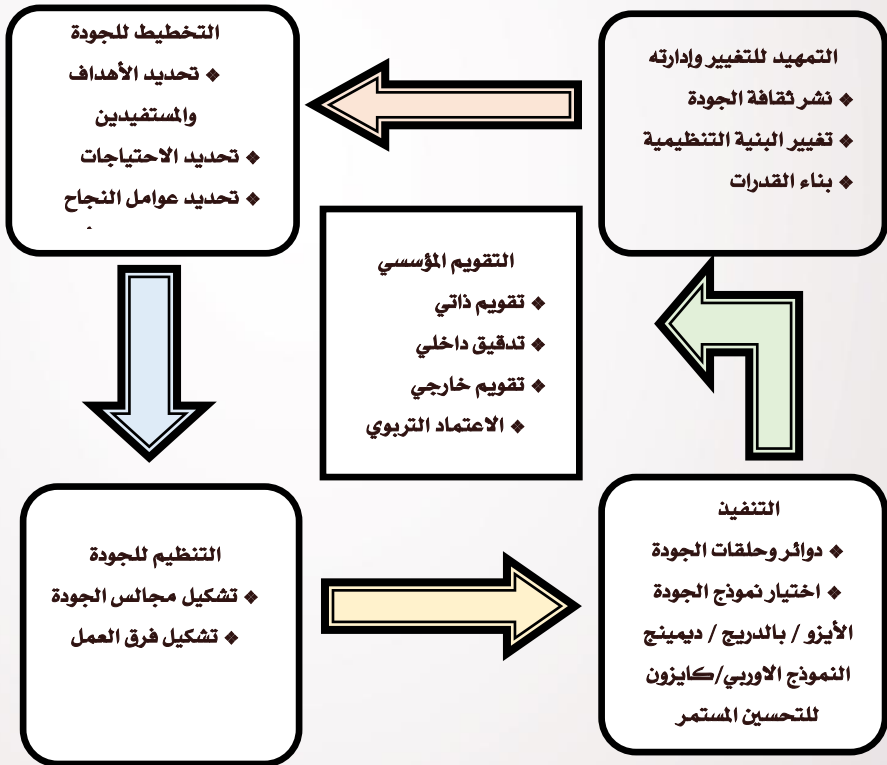 التمهيد للتغيير وإدارته
❖ نشر ثقافة الجودة
❖ تغيير البنية التنظيمية
❖ بناء القدرات
التخطيط للجودة
❖ تحديد الأهداف
والمستفيدين
❖ تحديد الاحتياجات
❖ تحديد عوامل النجاح
التقويم المؤسسي
❖ تقويم ذاتي
❖ تدقيق داخلي
❖ تقويم خارجي
❖ الاعتماد التربوي
التنظيم للجودة
❖ تشكيل مجالس الجودة
❖ تشكيل فرق العمل
التنفيذ
❖ دوائر وحلقات الجودة
❖ اختيار نموذج الجودة
الأيزو / بالدريج / ديمينج
النموذج الاوربي/كايزون
للتحسين المستمر